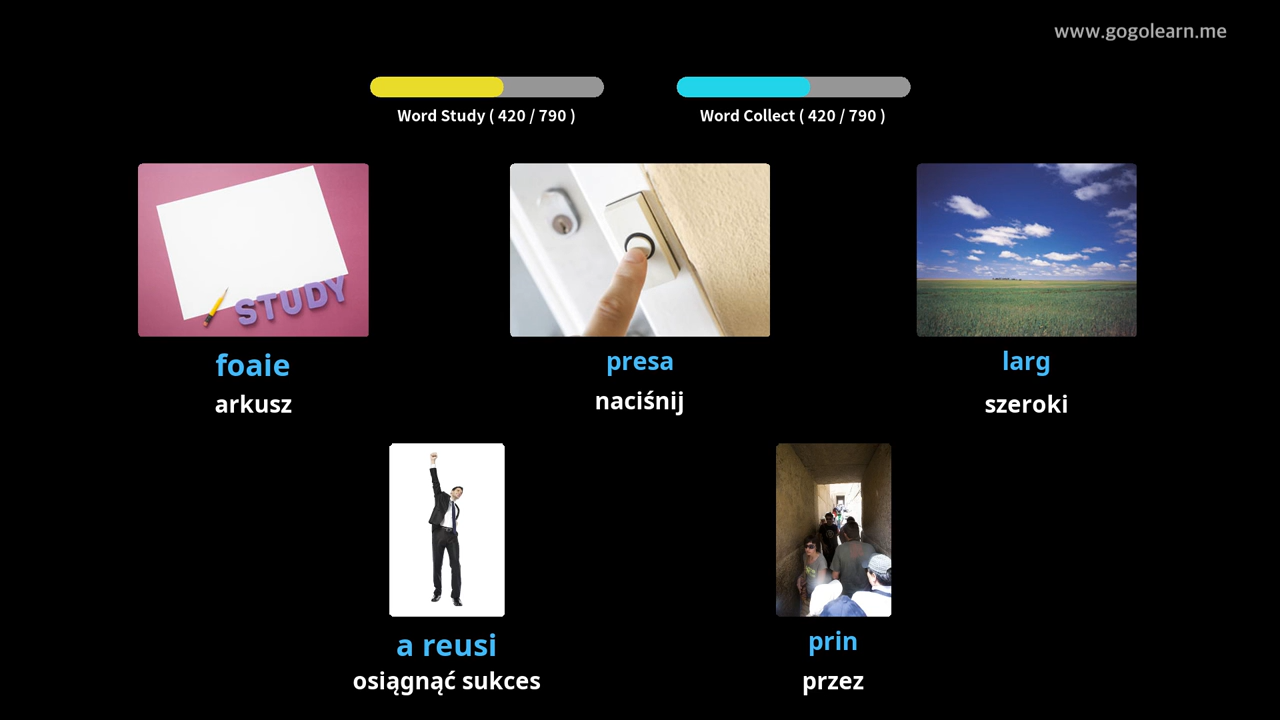 www.gogolearn.me
Word Study ( 420 / 790 )
Word Collect ( 420 / 790 )
STUDY
foaie
arkusz
presa
naciśnij
larg
szeroki
a reusi
osiągnąć sukces
prin
przez